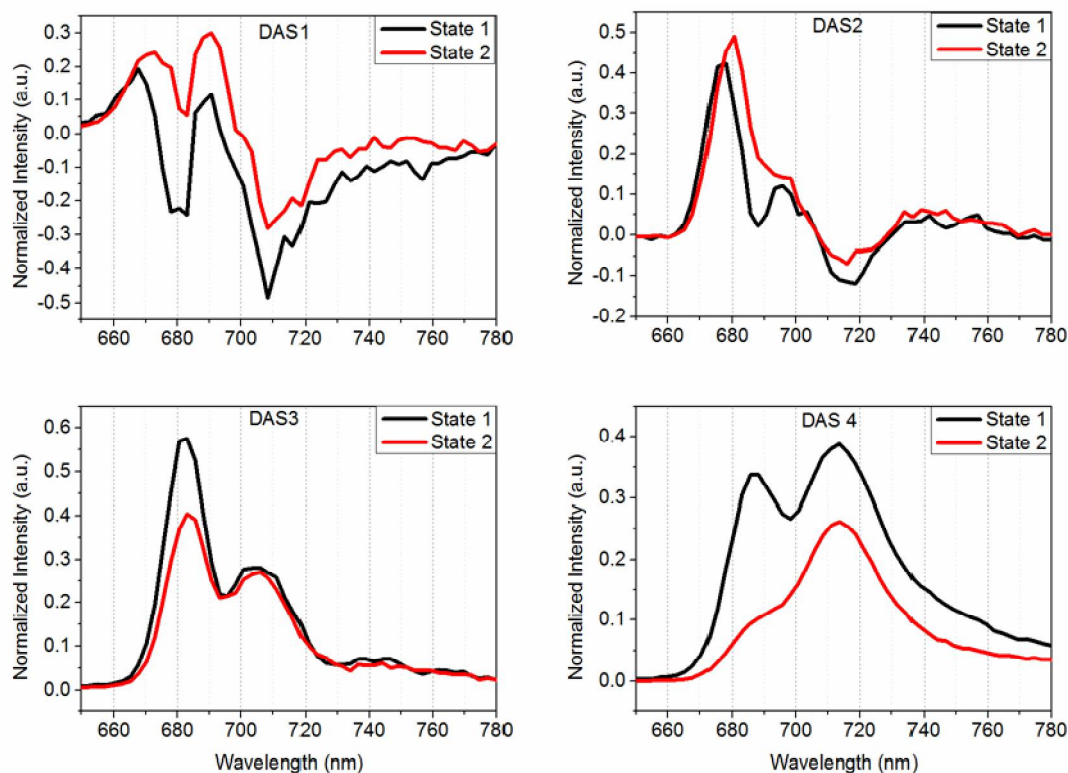 DAS1
State 1
State 2
Normalized Intensity (a.u.)
0.3
0.2
0.1
0.0
-0.1
-0.2
-0.3
-0.4
-0.5
660 680 700 720 740 760 780
DAS2
State 1
State 2
Normalized Intensity (a.u.)
0.5
0.4
0.3
0.2
0.1
0.0
-0.1
-0.2
660 680 700 720 740 760 780
DAS3
State 1
State 2
Normalized Intensity (a.u.)
0.6
0.5
0.4
0.3
0.2
0.1
0.0
660 680 700 720 740 760 780
Wavelength (nm)
DAS 4
State 1
State 2
Normalized Intensity (a.u.)
0.4
0.3
0.2
0.1
0.0
660 680 700 720 740 760 780
Wavelength (nm)